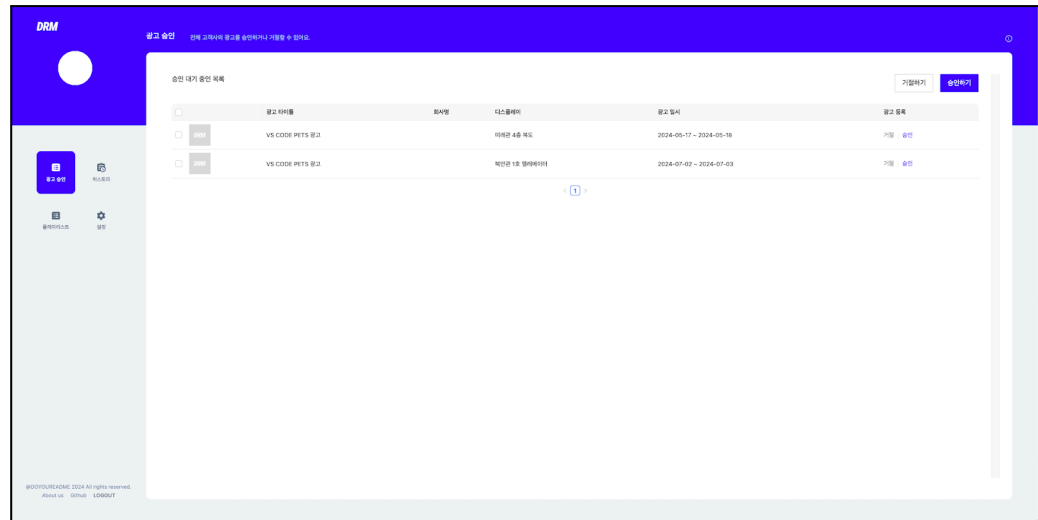 DRM
광고 승인 전체 고객사의 광고를 승인하거나 거절할 수 있어요.
승인 대기 중인 목록
거절하기 승인하기
광고 타이틀 회사명 디스플레이 광고 일시 광고 등록
DRM VS CODE PETS 광고 미래관 4층 복도 2024-05-17 ~ 2024-05-18 거절 승인
DRM VS CODE PETS 광고 북악관 1호 엘레베이터 2024-07-02 ~ 2024-07-03 거절 승인
< 1 >
광고 승인 히스토리
플레이리스트 설정
@DOYOUREADME 2024 All rights reserved.
About us Github LOGOUT